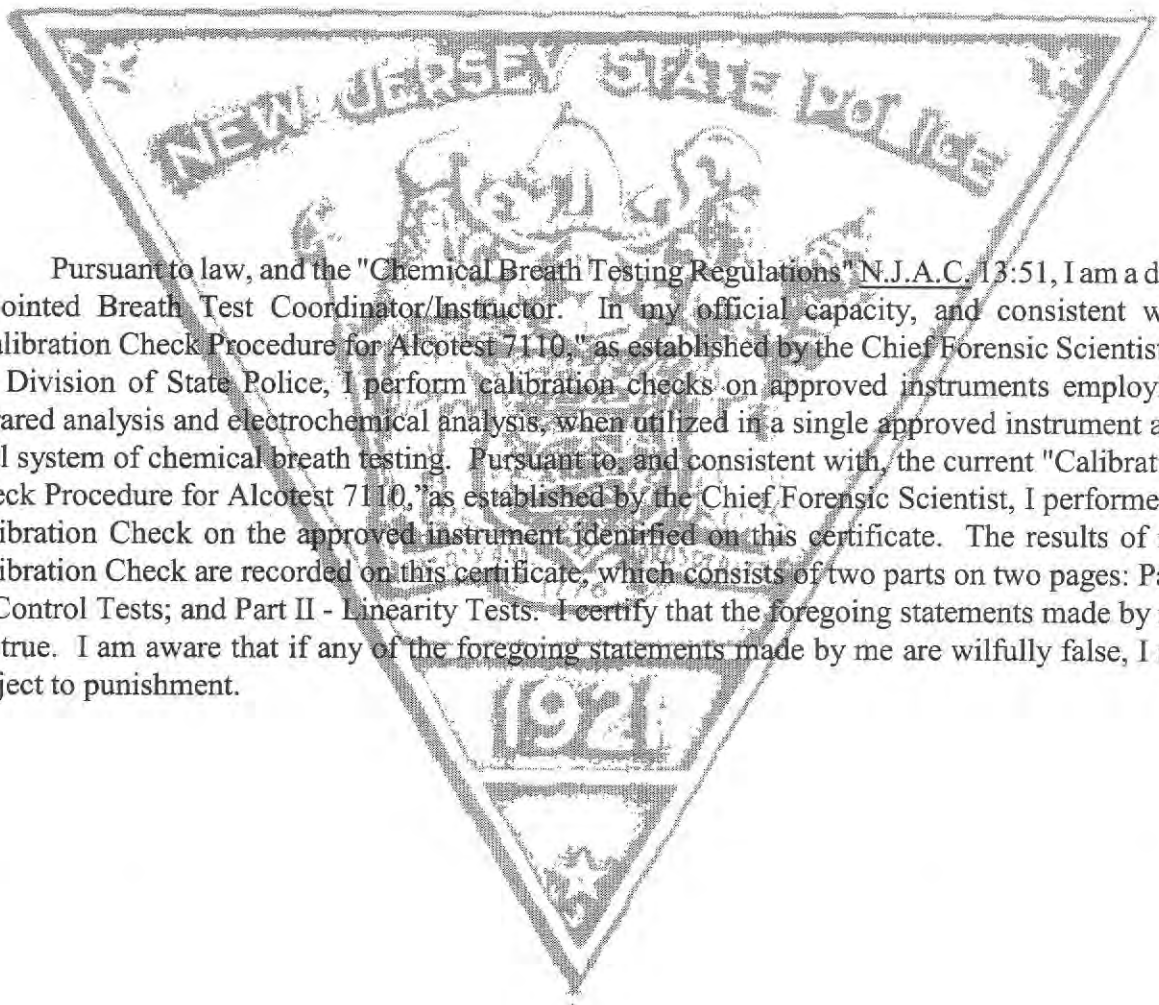 NEW JERSEY STATE POLICE
Pursuant to law, and the "Chemical Breath Testing Regulations" N.J.A.C. 13:51, I am a d
ointed Breath Test Coordinator/Instructor. In my official capacity, and consistent w
alibration Check Procedure for Alcotest 7110," as established by the Chief Forensic Scientist
Division of State Police, I perform calibration checks on approved instruments employ
ared analysis and electrochemical analysis, when utilized in a single approved instrument a
l system of chemical breath testing. Pursuant to, and consistent with, the current "Calibrat
eck Procedure for Alcotest 7110," as established by the Chief Forensic Scientist, I performe
ibration Check on the approved instrument identified on this certificate. The results of
ibration Check are recorded on this certificate, which consists of two parts on two pages: Pa
Control Tests; and Part II - Linearity Tests. I certify that the foregoing statements made by
true. I am aware that if any of the foregoing statements made by me are wilfully false, I
ject to punishment.
1921